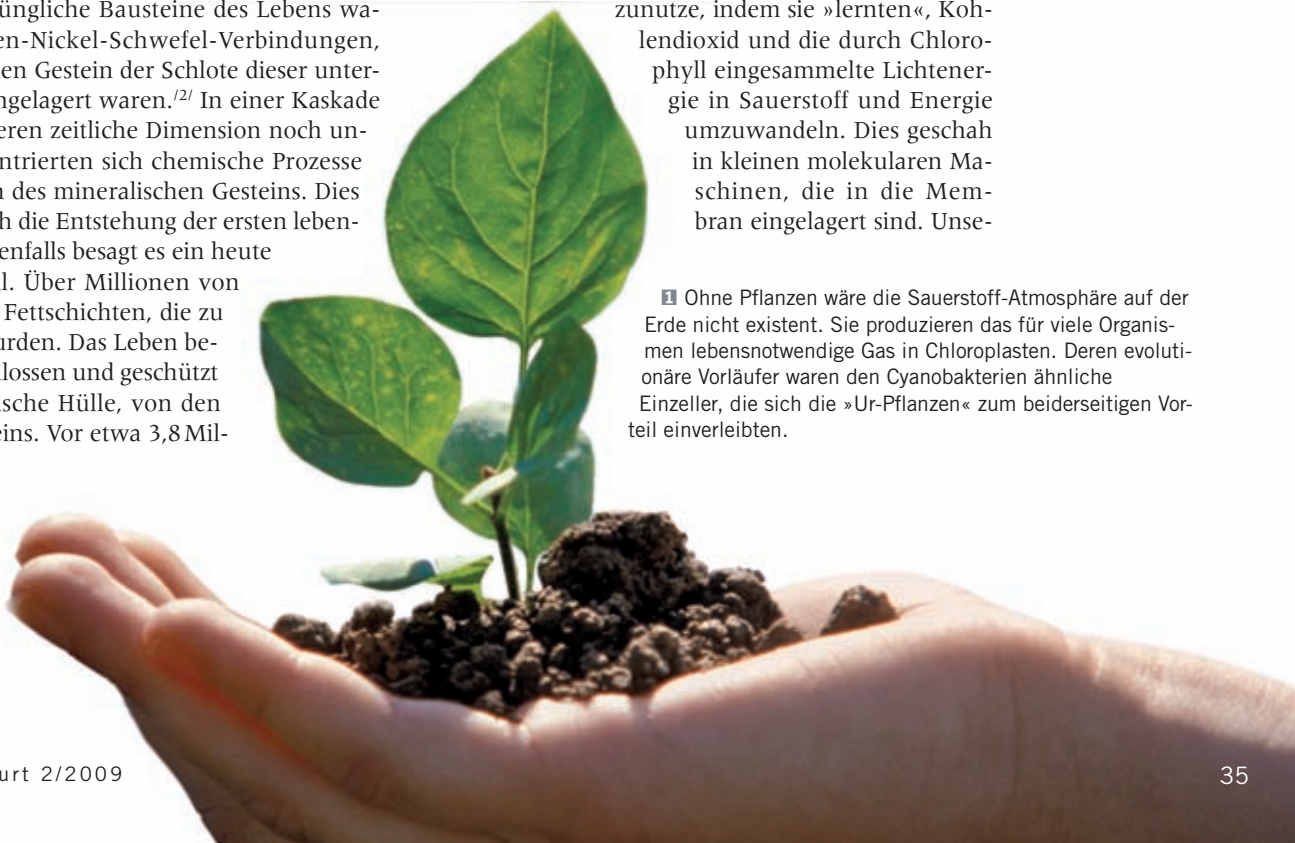 üngliche Bausteine des Lebens wa-
en-Nickel-Schwefel-Verbindungen,
en Gestein der Schlote dieser unter-
ngelagert waren./2/ In einer Kaskade
eren zeitliche Dimension noch un-
ntrierten sich chemische Prozesse
n des mineralischen Gesteins. Dies
h die Entstehung der ersten leben-
enfalls besagt es ein heute
l. Über Millionen von
Fettschichten, die zu
urden. Das Leben be-
lossen und geschützt
ische Hülle, von den
eins. Vor etwa 3,8 Mil-
zunutze, indem sie »lernten«, Koh-
lendioxid und die durch Chloro-
phyll eingesammelte Lichtener-
gie in Sauerstoff und Energie
umzuwandeln. Dies geschah
in kleinen molekularen Ma-
schinen, die in die Mem-
bran eingelagert sind. Unse-
1 Ohne Pflanzen wäre die Sauerstoff-Atmosphäre auf der
Erde nicht existent. Sie produzieren das für viele Organis-
men lebensnotwendige Gas in Chloroplasten. Deren evoluti-
onäre Vorläufer waren den Cyanobakterien ähnliche
Einzeller, die sich die »Ur-Pflanzen« zum beiderseitigen Vor-
teil einverleibten.
urt 2/2009
35